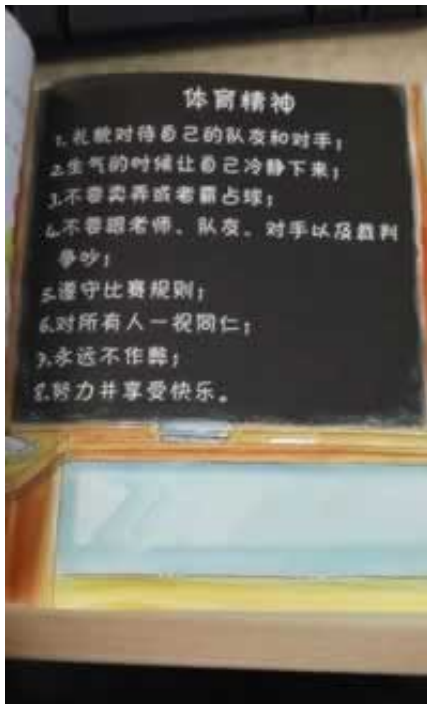 体育精神
1.礼貌对待自己的队友和对手；
2.生气的时候让自己冷静下来；
3.不要卖弄或老霸占球；
4.不要跟老师、队友、对手以及裁判
争吵；
5.遵守比赛规则；
6.对所有人一视同仁；
7.永远不作弊；
8.努力并享受快乐。